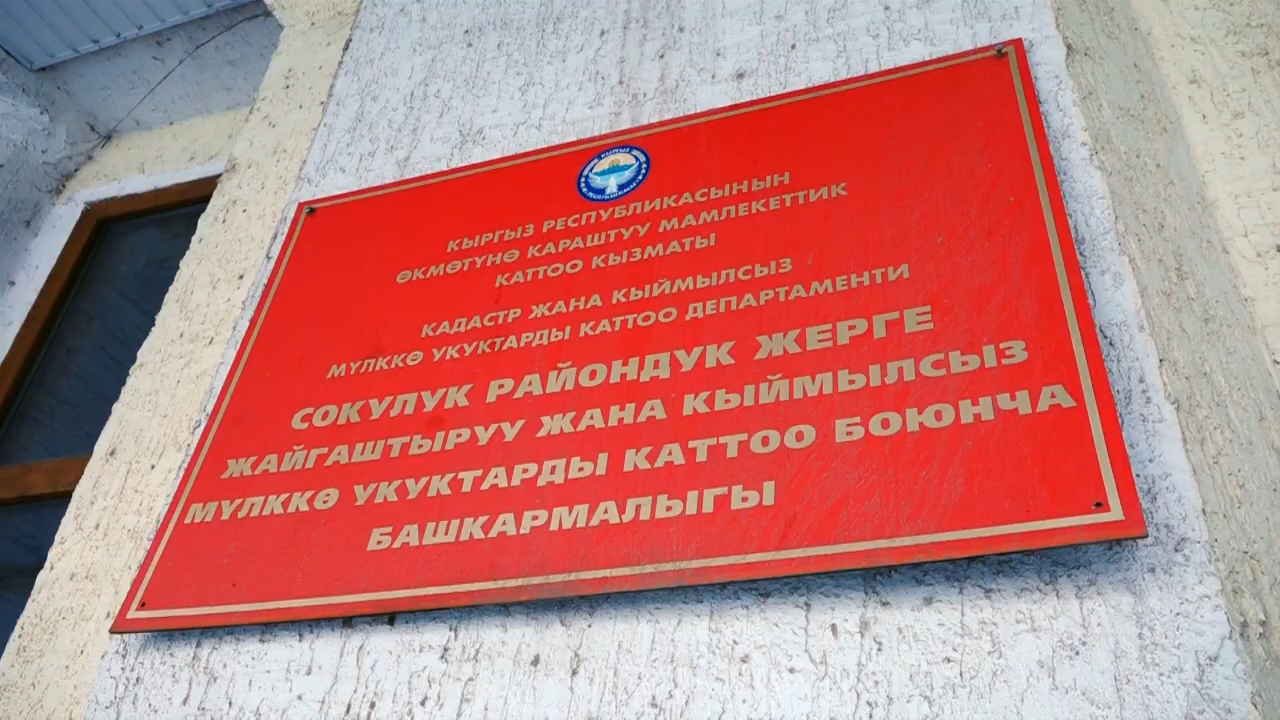 КЫРГЫЗ
КЫРГЫЗ РЕСПУБЛИКАСЫНЫН
ӨКМӨТҮНӨ КАРАШТУУ МАМЛЕКЕТТИК
КАТТОО КЫЗМАТЫ
КАДАСТР ЖАНА КЫЙМЫЛСЫЗ
МҮЛККӨ УКУКТАРДЫ КАТТОО ДЕПАРТАМЕНТИ
СОКУЛУК РАЙОНДУК ЖЕРГЕ
ЖАЙГАШТЫРУУ ЖАНА КЫЙМЫЛСЫЗ
МҮЛККӨ УКУКТАРДЫ КАТТОО БОЮНЧА
БАШКАРМАЛЫГЫ